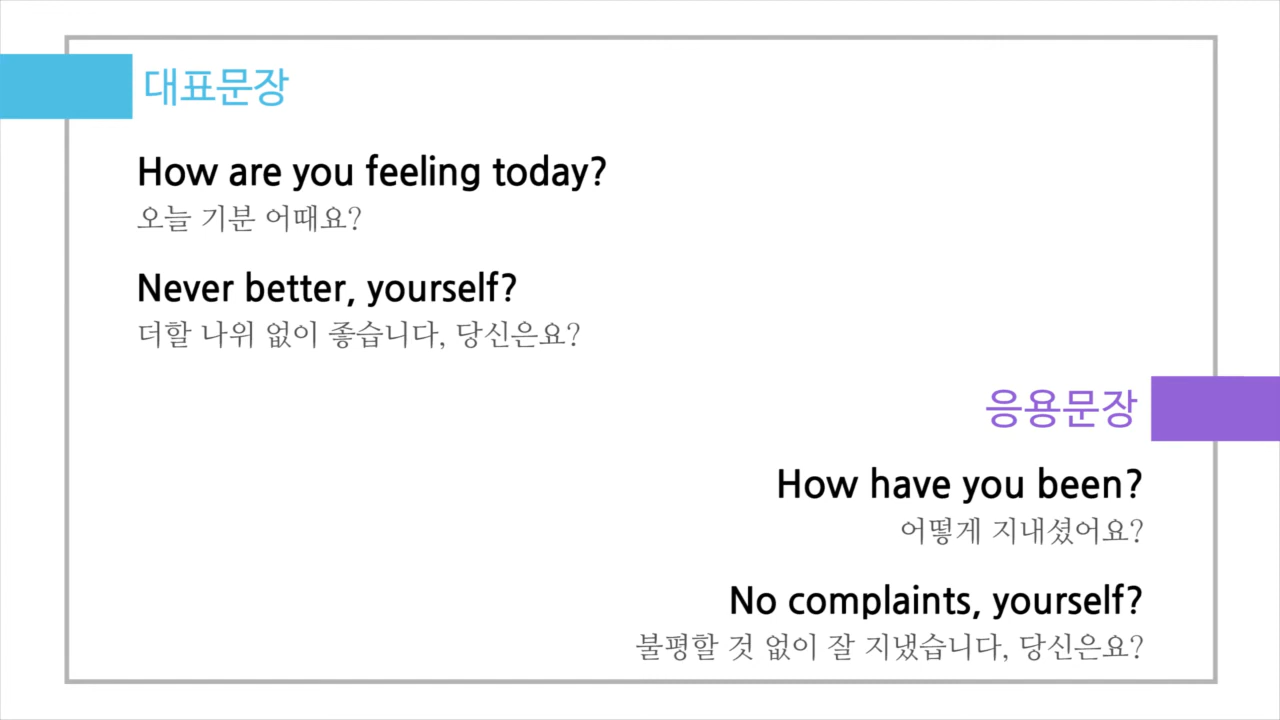 대표문장
How are you feeling today?
오늘 기분 어때요?
Never better, yourself?
더할 나위 없이 좋습니다, 당신은요?
응용문장
How have you been?
어떻게 지내셨어요?
No complaints, yourself?
불평할 것 없이 잘 지냈습니다, 당신은요?